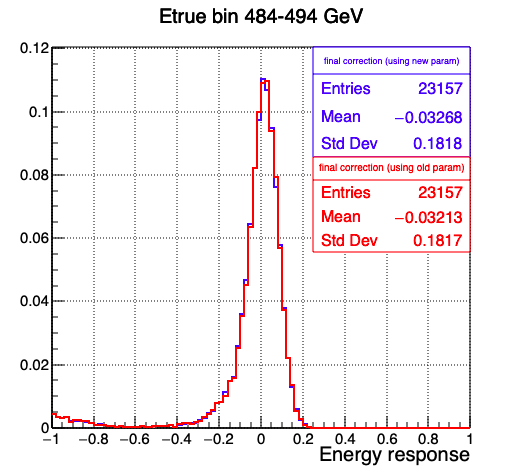 Etrue bin 484-494 GeV
0.12
0.1
0.08
0.06
0.04
0.02
0
final correction (using new param)
Entries 23157
Mean −0.03268
Std Dev 0.1818
final correction (using old param)
Entries 23157
Mean −0.03213
Std Dev 0.1817
−1 −0.8 −0.6 −0.4 −0.2 0 0.2 0.4 0.6 0.8 1
Energy response